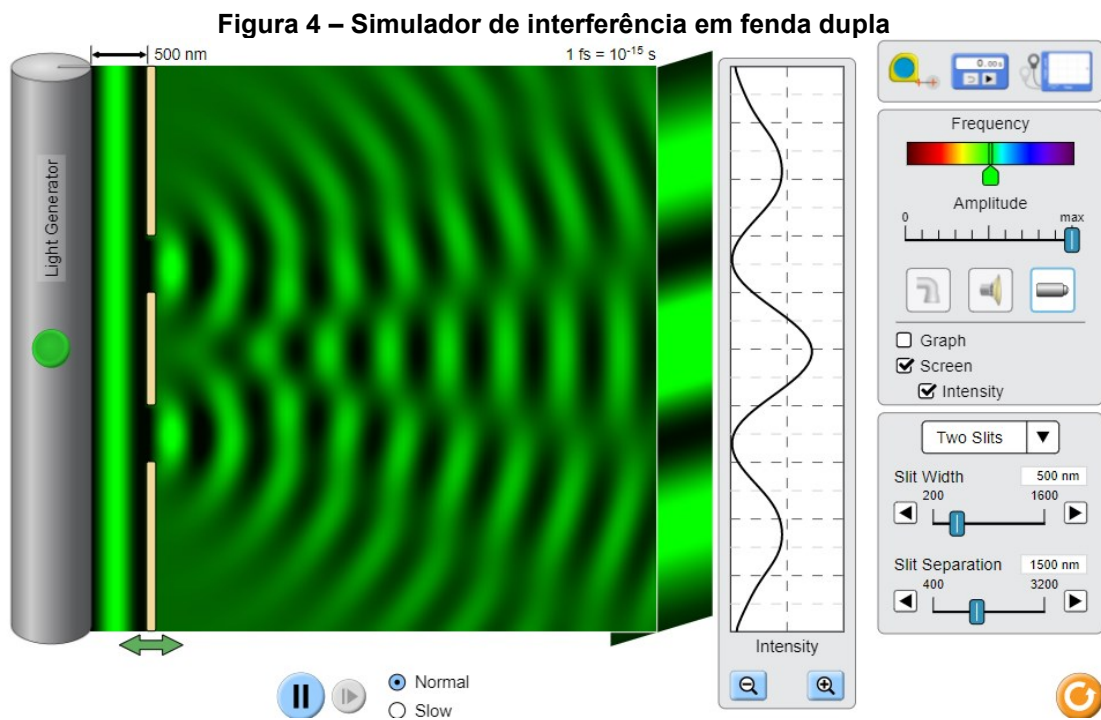 Figura 4 – Simulador de interferência em fenda dupla
500 nm
1 fs = 10⁻¹⁵ s
Light Generator
0.00 s
Frequency
Amplitude
0
max
Graph
Screen
Intensity
Two Slits
Slit Width
500 nm
200
1600
Slit Separation
1500 nm
400
3200
Intensity
Normal
Slow